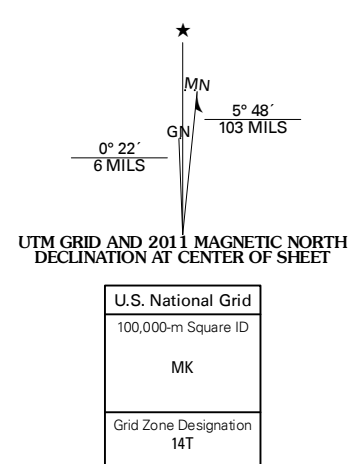 ★
MN
5° 48´
103 MILS
GN
0° 22´
6 MILS
UTM GRID AND 2011 MAGNETIC NORTH
DECLINATION AT CENTER OF SHEET
U.S. National Grid
100,000-m Square ID
MK
Grid Zone Designation
14T